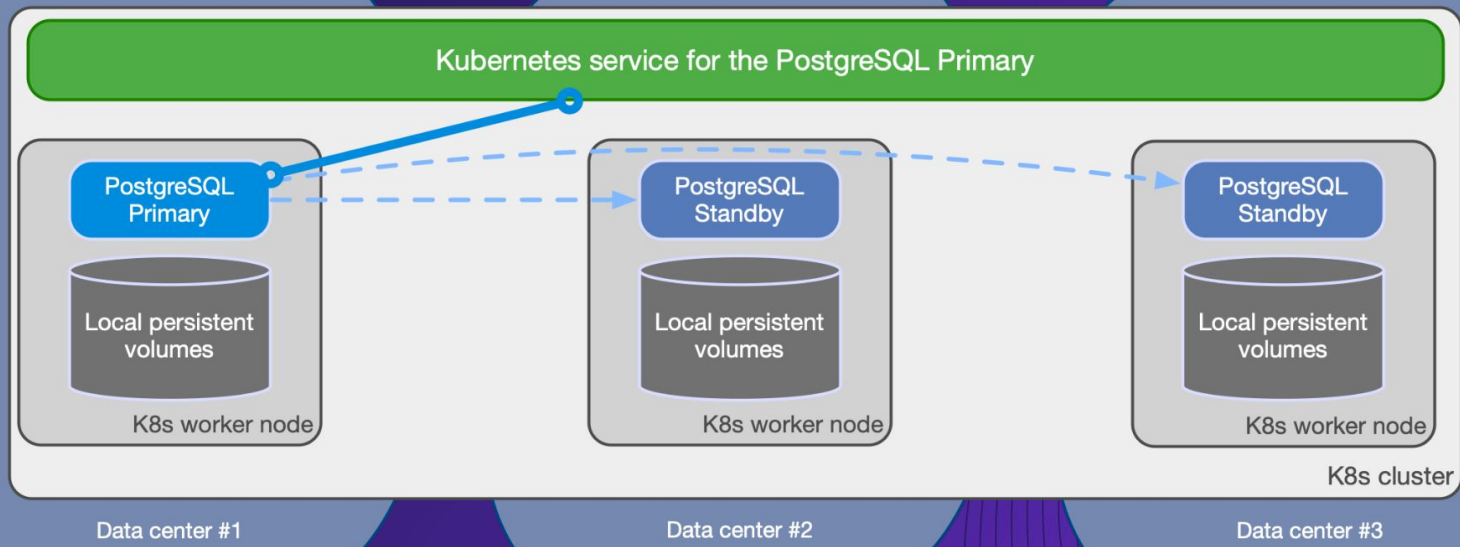 Kubernetes service for the PostgreSQL Primary
PostgreSQL
Primary
Local persistent
volumes
K8s worker node
PostgreSQL
Standby
Local persistent
volumes
K8s worker node
PostgreSQL
Standby
Local persistent
volumes
K8s worker node
K8s cluster
Data center #1
Data center #2
Data center #3